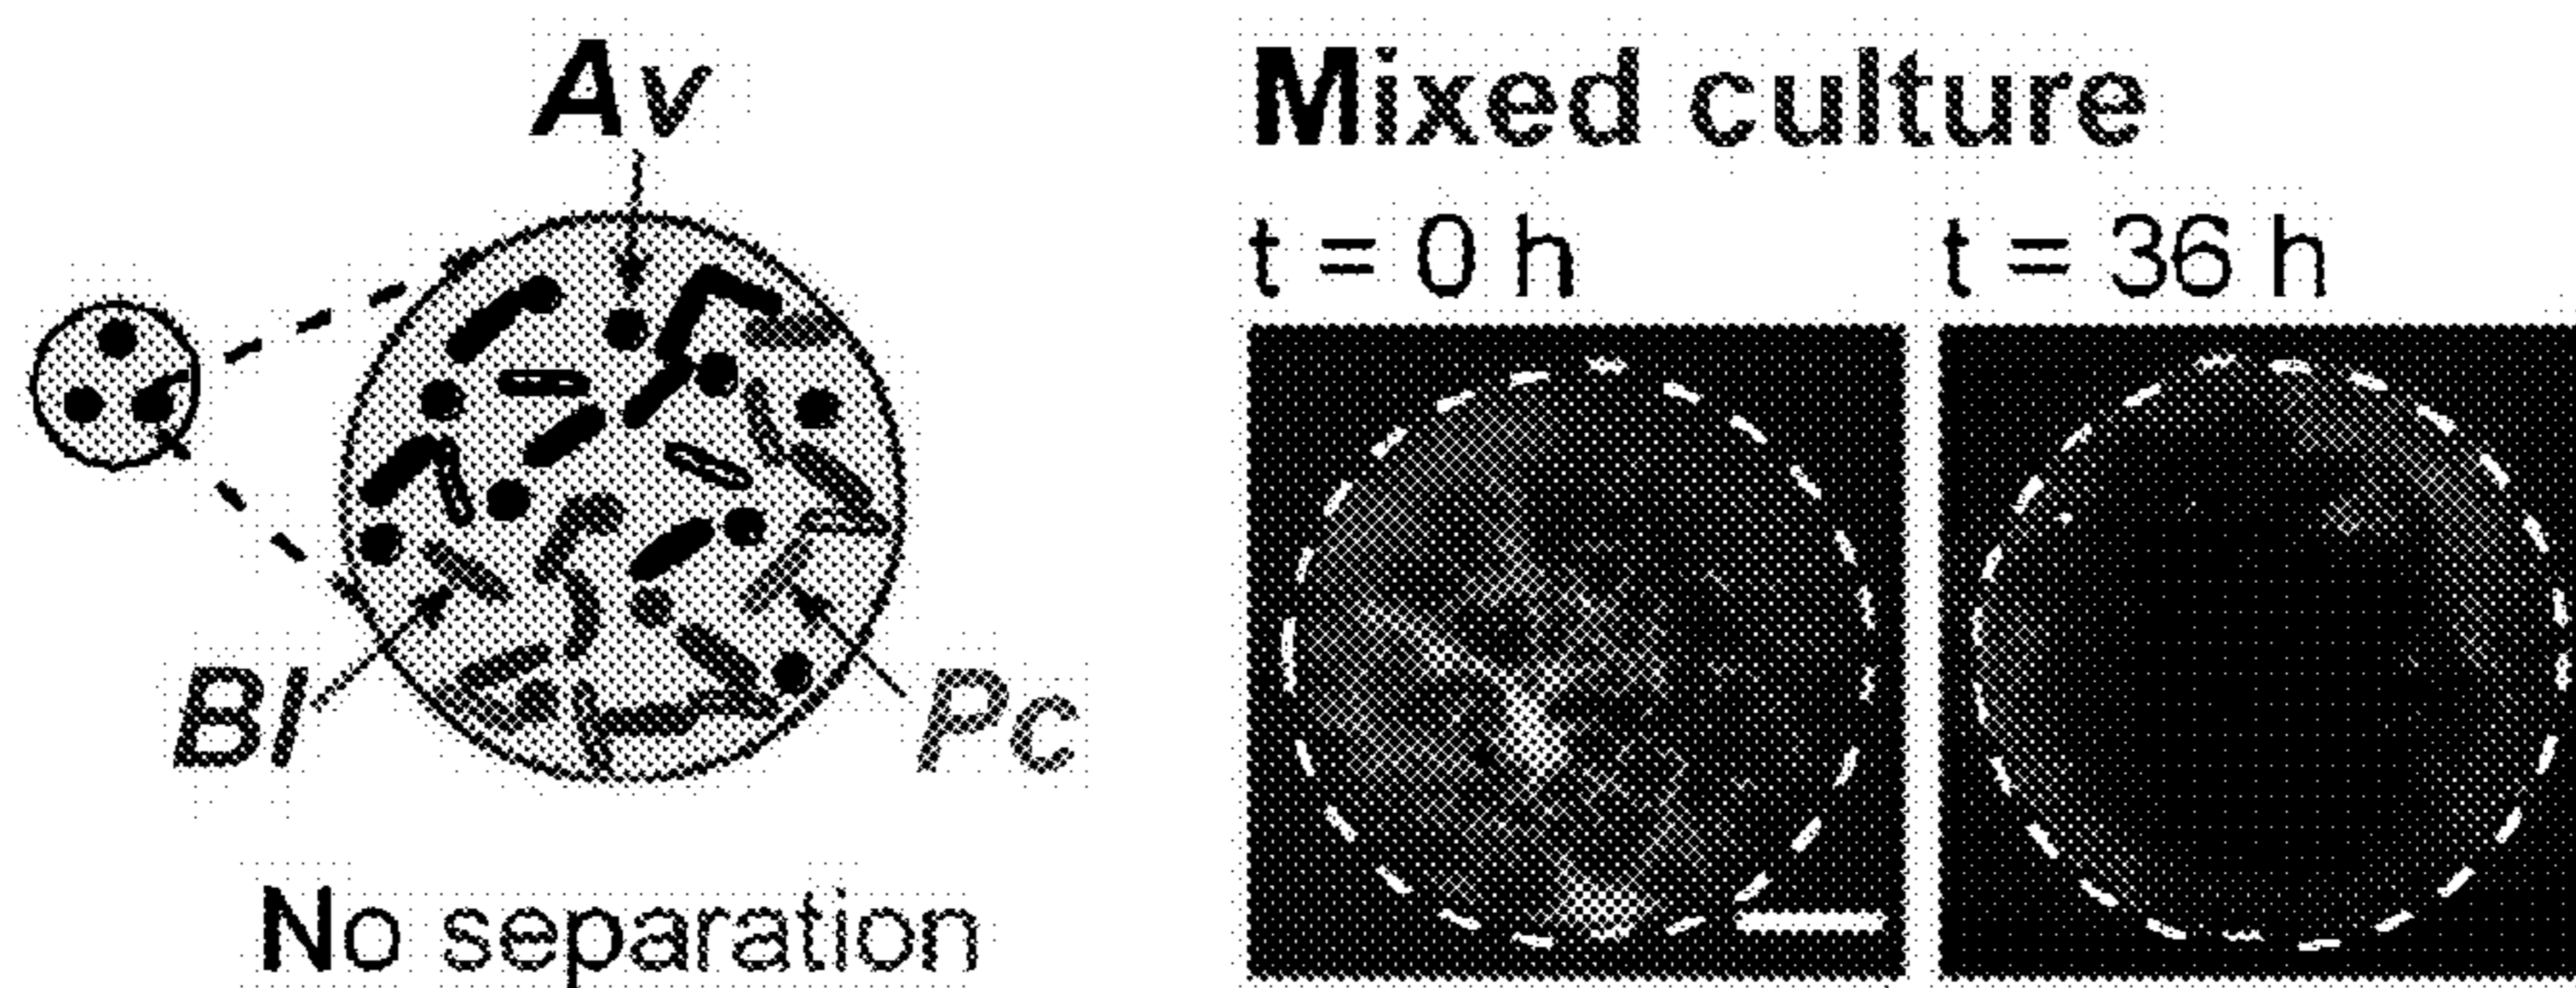 Av
Bl
Pc
No separation
Mixed culture
t = 0 h
t = 36 h